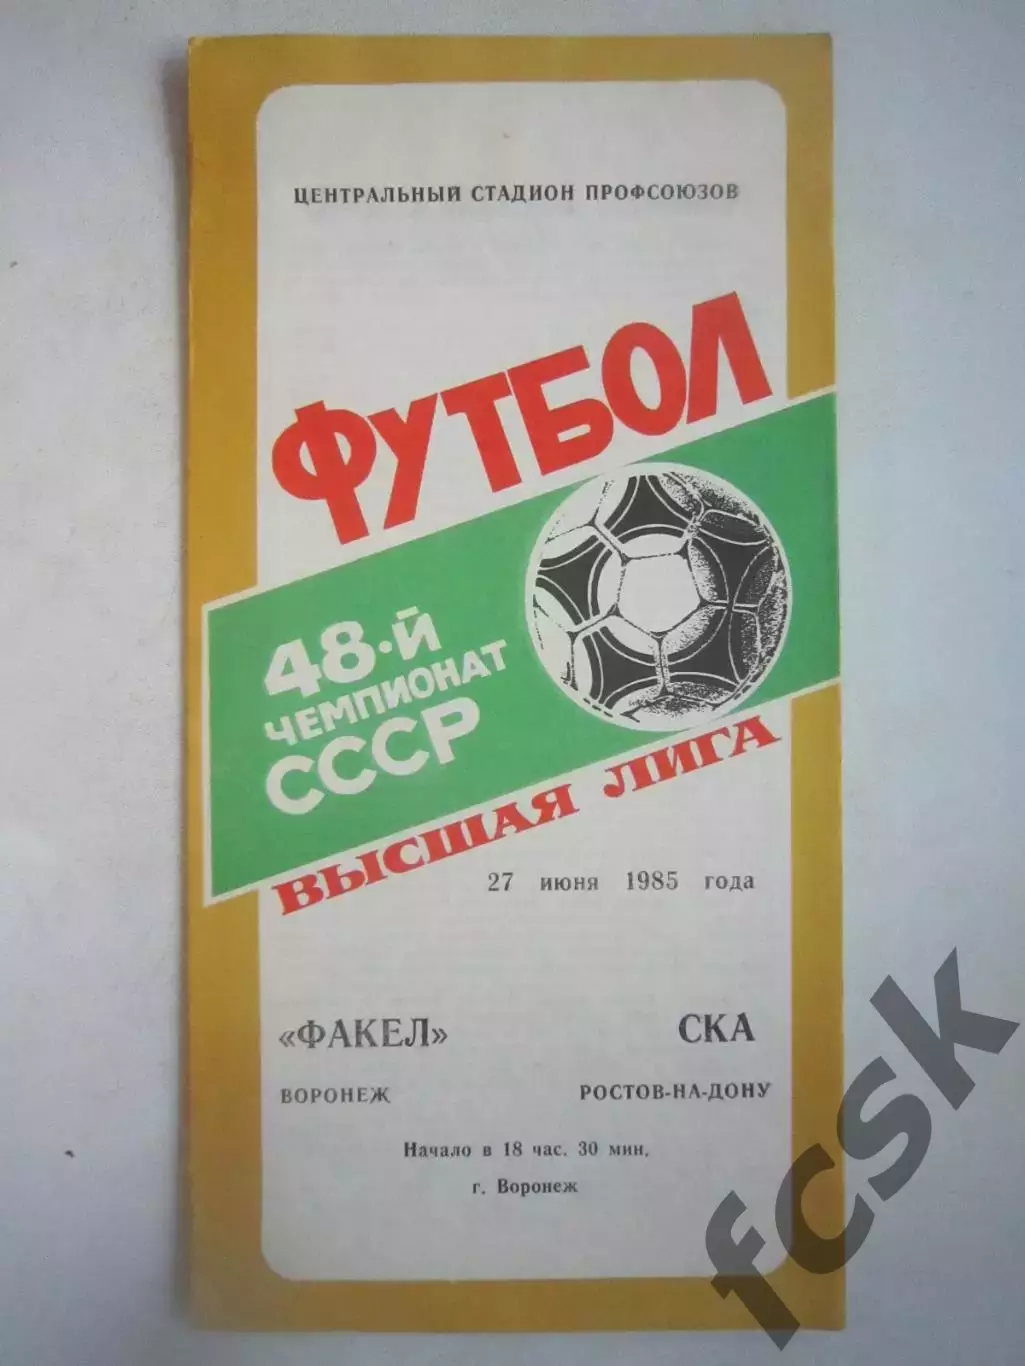 ЦЕНТРАЛЬНЫЙ СТАДИОН ПРОФСОЮЗОВ
ФУТБОЛ
48-Й
ЧЕМПИОНАТ
СССР
ВЫСШАЯ ЛИГА
27 июня 1985 года
«ФАКЕЛ» СКА
ВОРОНЕЖ РОСТОВ-НА-ДОНУ
Начало в 18 час. 30 мин.
г. Воронеж
fcsk